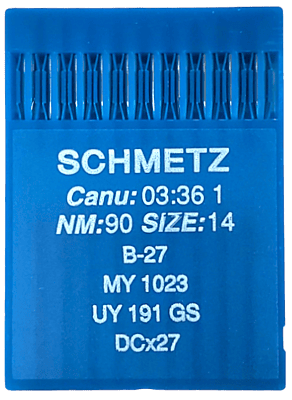 SCHMETZ
Canu: 03:36 1
NM:90 SIZE:14
B-27
MY 1023
UY 191 GS
DCx27